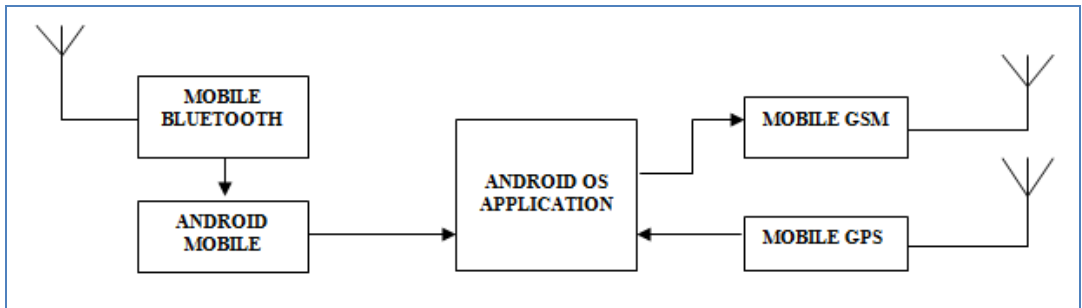 MOBILE
BLUETOOTH
ANDROID
MOBILE
ANDROID OS
APPLICATION
MOBILE GSM
MOBILE GPS